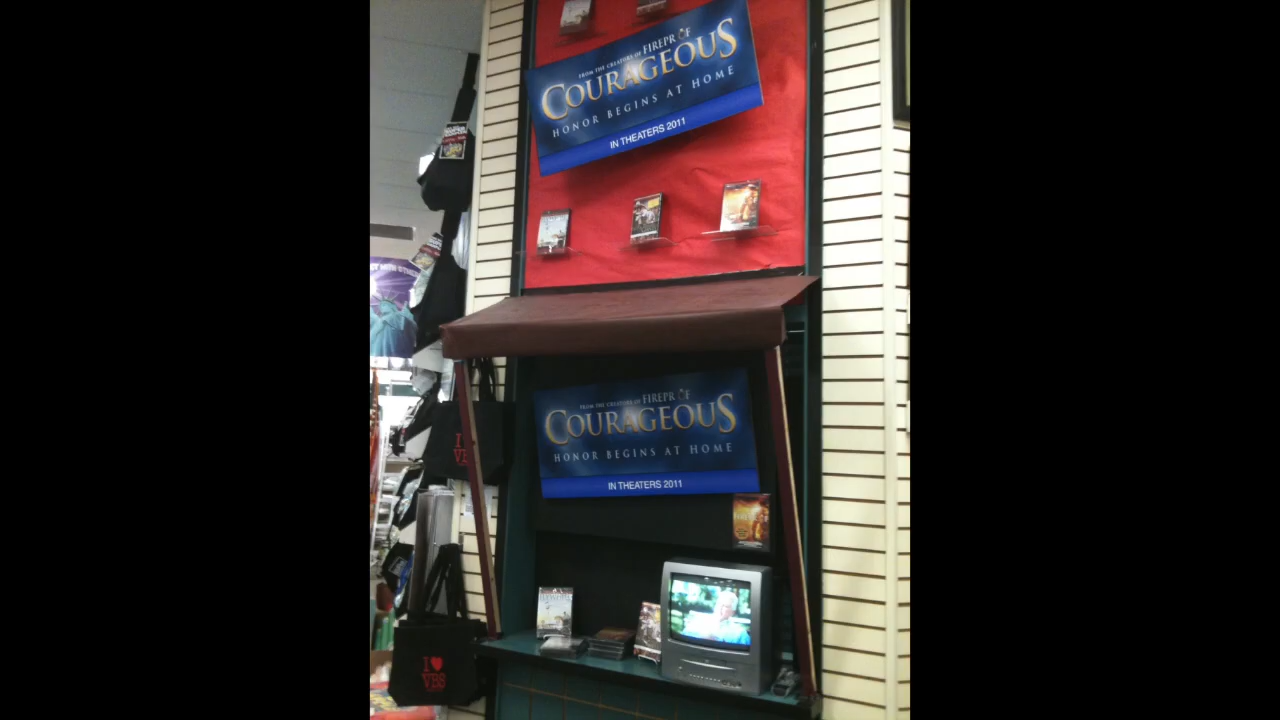 FROM THE CREATORS OF FIREPROOF
COURAGEOUS
HONOR BEGINS AT HOME
IN THEATERS 2011
FROM THE CREATORS OF FIREPROOF
COURAGEOUS
HONOR BEGINS AT HOME
IN THEATERS 2011
I ♥
VBS